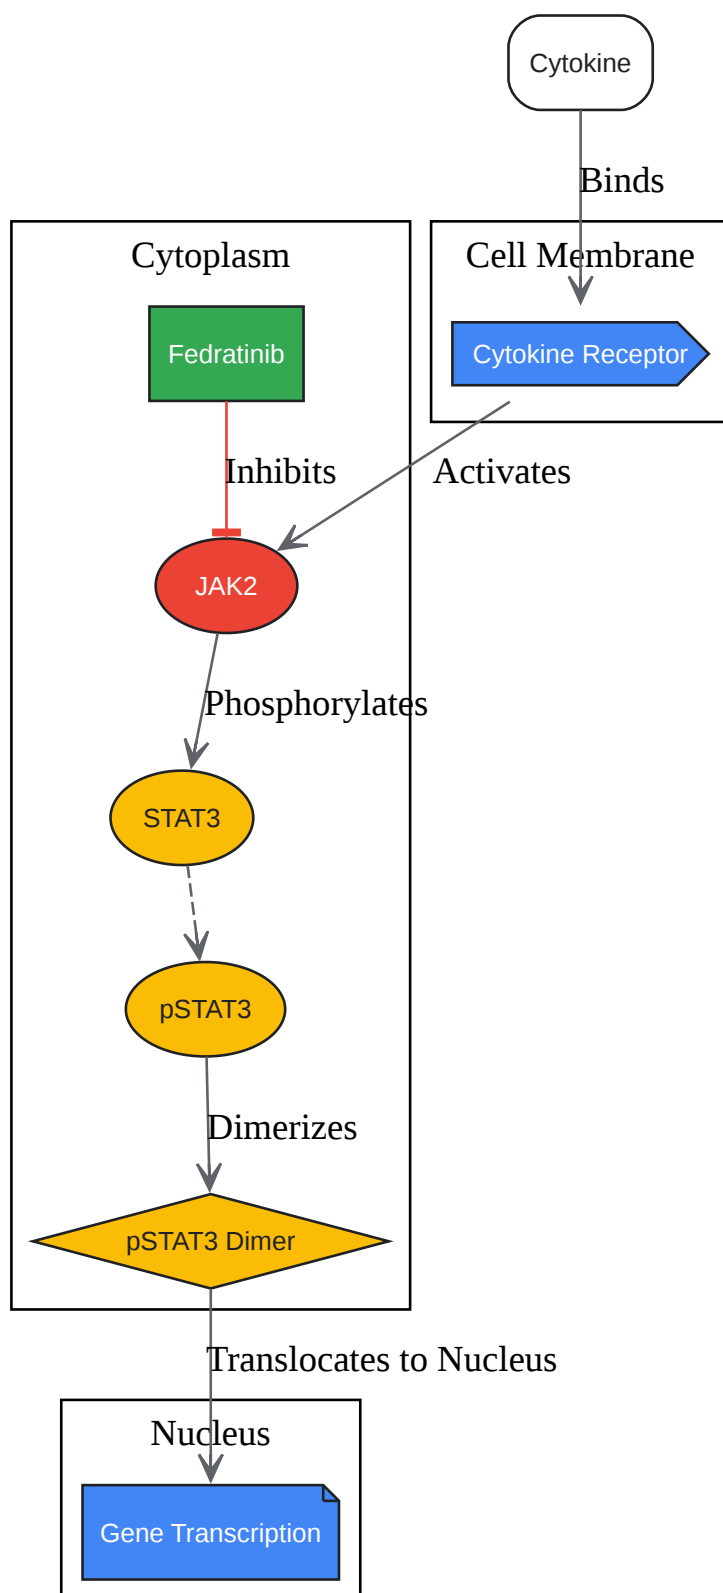 Cytokine
Binds
Cytoplasm
Cell Membrane
Fedratinib
Cytokine Receptor
Inhibits
Activates
JAK2
Phosphorylates
STAT3
pSTAT3
Dimerizes
pSTAT3 Dimer
Translocates to Nucleus
Nucleus
Gene Transcription